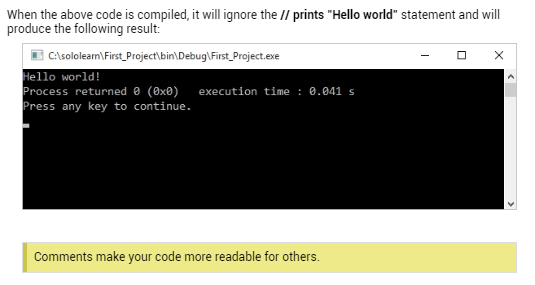 When the above code is compiled, it will ignore the // prints "Hello world" statement and will
produce the following result:
C:\sololearn\First_Project\bin\Debug\First_Project.exe
Hello world!
Process returned 0 (0x0)   execution time : 0.041 s
Press any key to continue.
Comments make your code more readable for others.